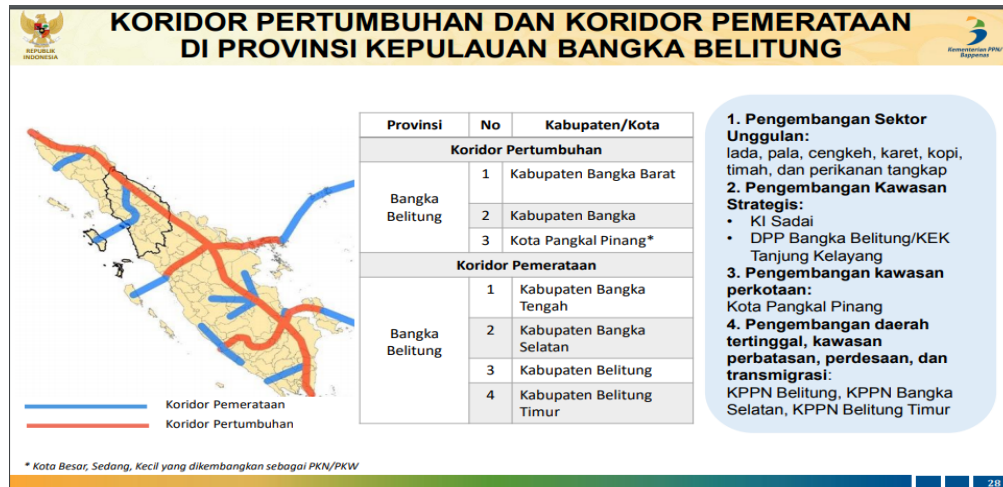 KORIDOR PERTUMBUHAN DAN KORIDOR PEMERATAAN
DI PROVINSI KEPULAUAN BANGKA BELITUNG
REPUBLIK
INDONESIA
Kementerian PPN/
Bappenas
Provinsi No Kabupaten/Kota
Koridor Pertumbuhan
Bangka Belitung
1 Kabupaten Bangka Barat
2 Kabupaten Bangka
3 Kota Pangkal Pinang*
Koridor Pemerataan
Bangka Belitung
1 Kabupaten Bangka Tengah
2 Kabupaten Bangka Selatan
3 Kabupaten Belitung
4 Kabupaten Belitung Timur
Koridor Pemerataan
Koridor Pertumbuhan
1. Pengembangan Sektor
Unggulan:
lada, pala, cengkeh, karet, kopi,
timah, dan perikanan tangkap
2. Pengembangan Kawasan
Strategis:
• KI Sadai
• DPP Bangka Belitung/KEK
Tanjung Kelayang
3. Pengembangan kawasan
perkotaan:
Kota Pangkal Pinang
4. Pengembangan daerah
tertinggal, kawasan
perbatasan, perdesaan, dan
transmigrasi:
KPPN Belitung, KPPN Bangka
Selatan, KPPN Belitung Timur
* Kota Besar, Sedang, Kecil yang dikembangkan sebagai PKN/PKW
28